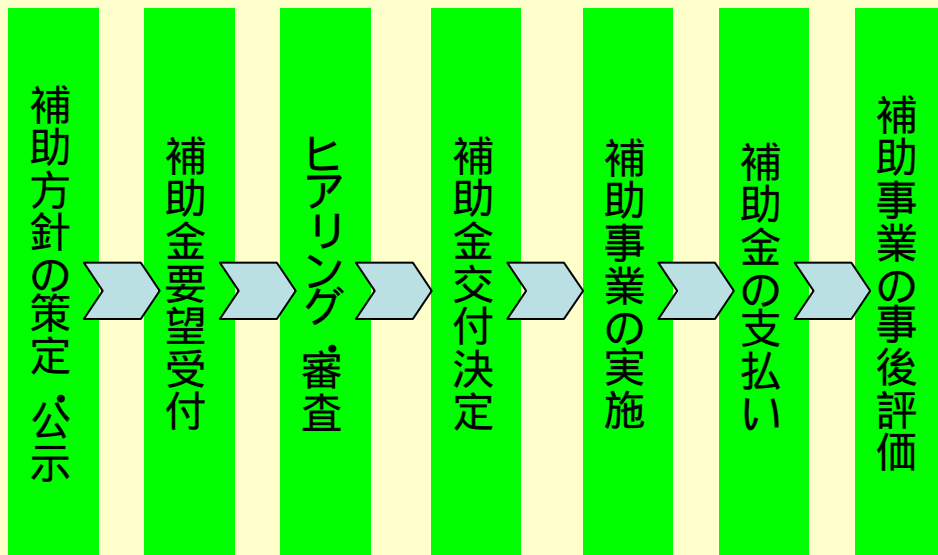 補助方針の策定・公示
補助金要望受付
ヒアリング・審査
補助金交付決定
補助事業の実施
補助金の支払い
補助事業の事後評価